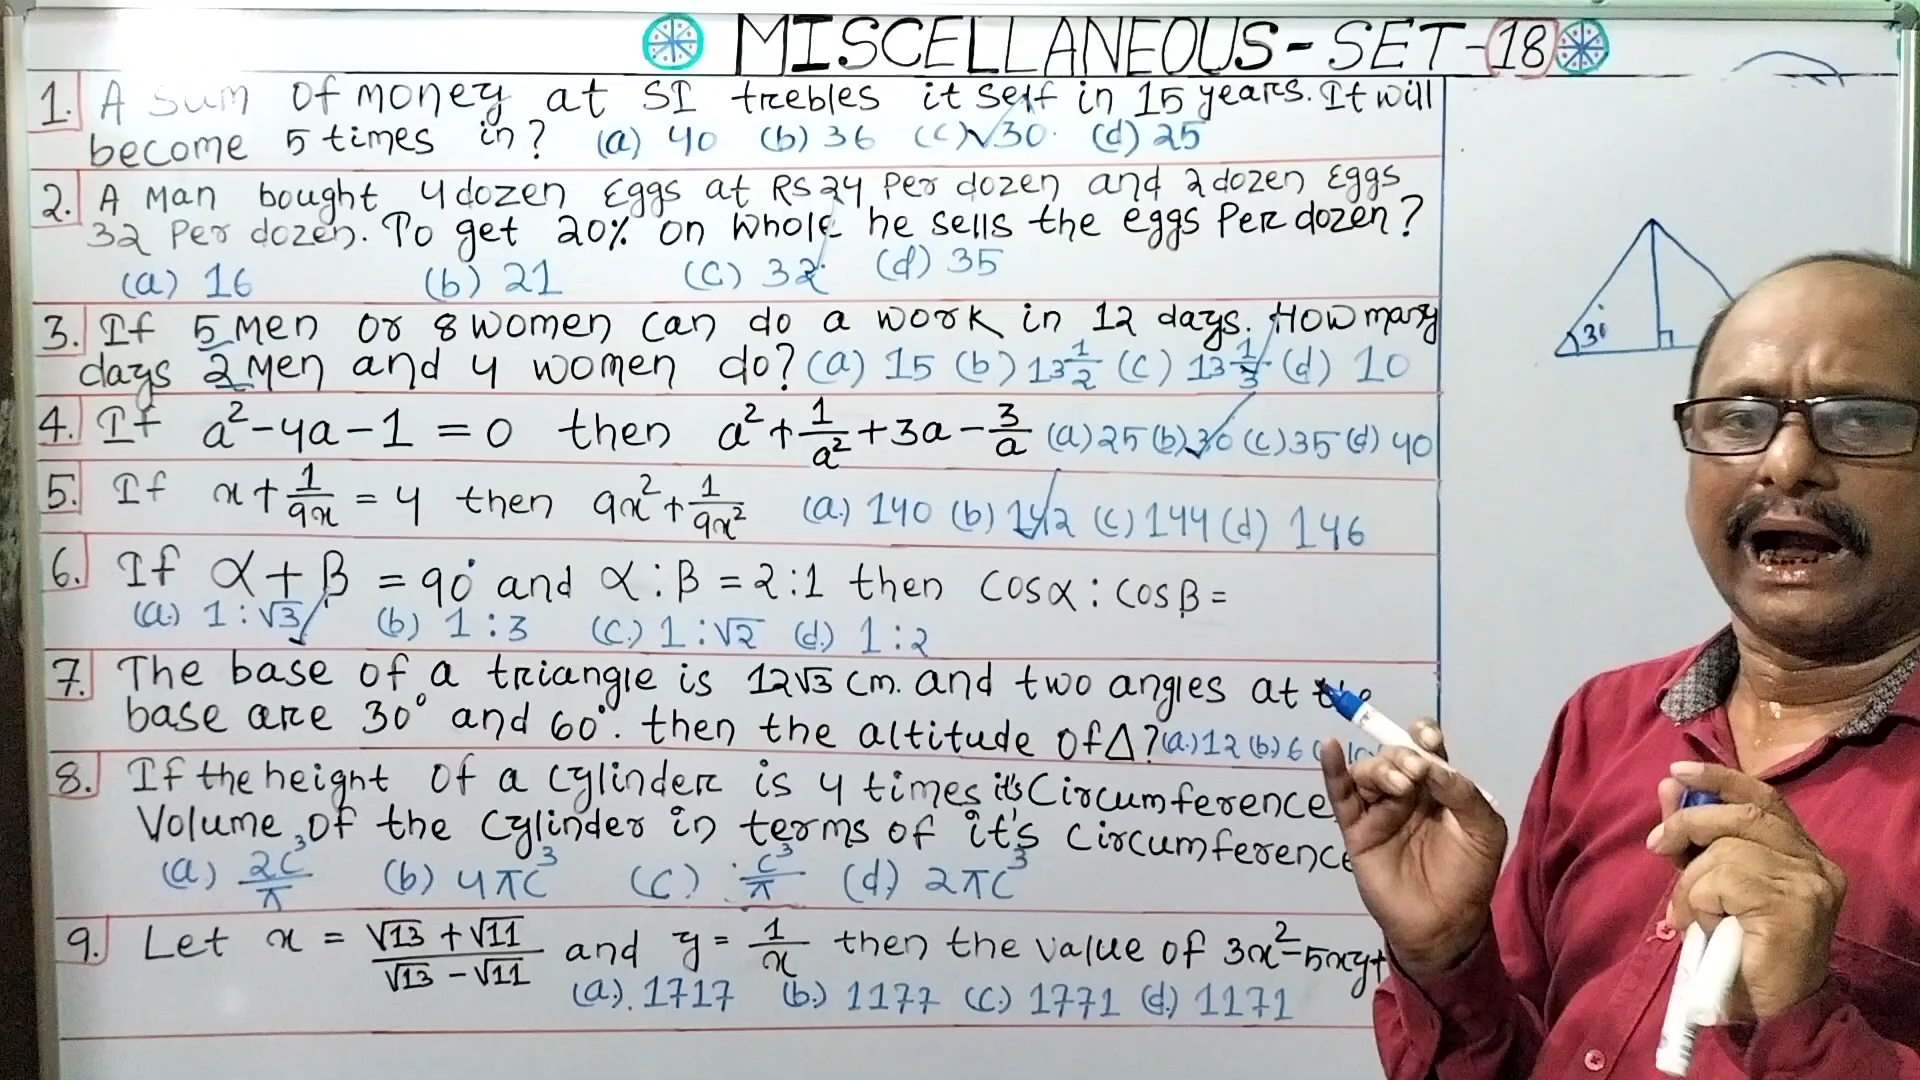 MISCELLANEOUS-SET-18
1. A sum of money at SI trebles it self in 15 years. It will
become 5 times in? (a) 40 (b) 36 (c) 30. (d) 25
2. A Man bought 4 dozen Eggs at RS 24 Per dozen and 2 dozen Eggs
32 Per dozen. To get 20% on whole he sells the eggs Per dozen?
(a) 16 (b) 21 (c) 32 (d) 35
3. If 5 Men or 8 women can do a work in 12 days. How many
days 2 Men and 4 women do? (a) 15 (b) 13 1/2 (c) 13 1/3 (d) 10
4. If a²-4a-1 = 0 then a²+1/a²+3a-3/a (a) 25 (b) 30 (c) 35 (d) 40
5. If x+1/9x = 4 then 9x²+1/9x² (a.) 140 (b) 142 (c) 144 (d) 146
6. If α+β = 90° and α:β = 2:1 then cosα : cosβ =
(a.) 1:√3 (b) 1:3 (c.) 1:√2 (d.) 1:2
7. The base of a triangle is 12√3 cm. and two angles at the
base are 30° and 60°. then the altitude of Δ? (a.) 12 (b.) 6
8. If the height of a cylinder is 4 times it's Circumference
Volume of the cylinder in terms of it's circumference
(a) 2c³/π (b) 4πc³ (c) c³/π (d) 2πc³
9. Let x = √13+√11/√13-√11 and y = 1/x then the value of 3x²-5xy+
(a.). 1717 (b.) 1177 (c.) 1771 (d.) 1171
30